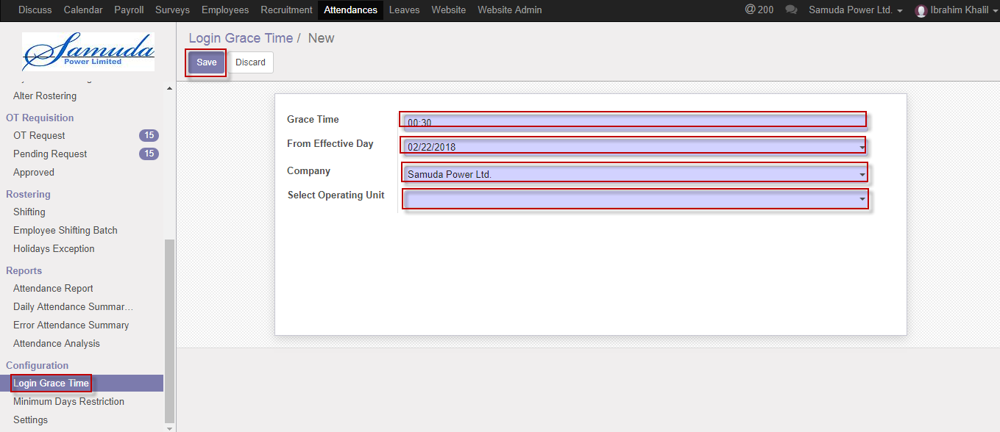 Discuss Calendar Payroll Surveys Employees Recruitment Attendances Leaves Website Website Admin @ 200 Samuda Power Ltd. Ibrahim Khalil
Samuda
Power Limited
Login Grace Time / New
Save Discard
Alter Rostering
OT Requisition
OT Request 15
Pending Request 15
Approved
Rostering
Shifting
Employee Shifting Batch
Holidays Exception
Reports
Attendance Report
Daily Attendance Summar...
Error Attendance Summary
Attendance Analysis
Configuration
Login Grace Time
Minimum Days Restriction
Settings
Grace Time 00:30
From Effective Day 02/22/2018
Company Samuda Power Ltd.
Select Operating Unit